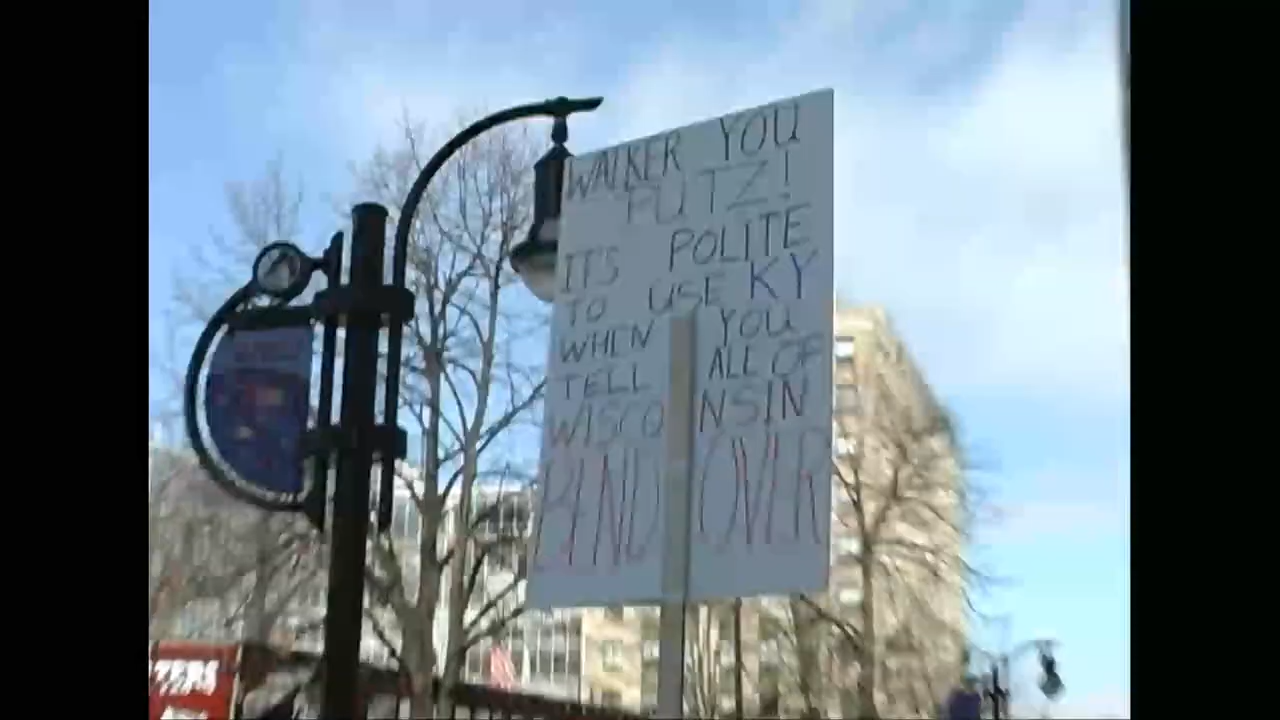 WALKER YOU
PUTZ!
IT'S POLITE
TO USE KY
WHEN YOU
TELL ALL OF
WISCONSIN
BEND OVER